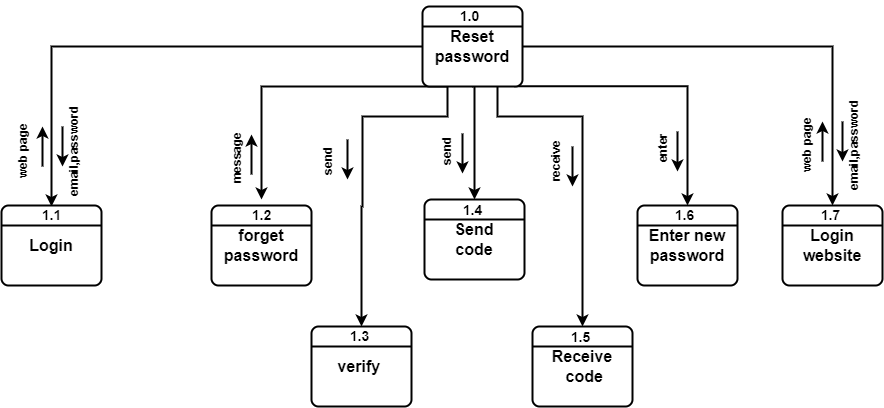 1.0
Reset
password
web page
email,password
message
send
send
receive
enter
web page
email,password
1.1
Login
1.2
forget
password
1.4
Send
code
1.6
Enter new
password
1.7
Login
website
1.3
verify
1.5
Receive
code